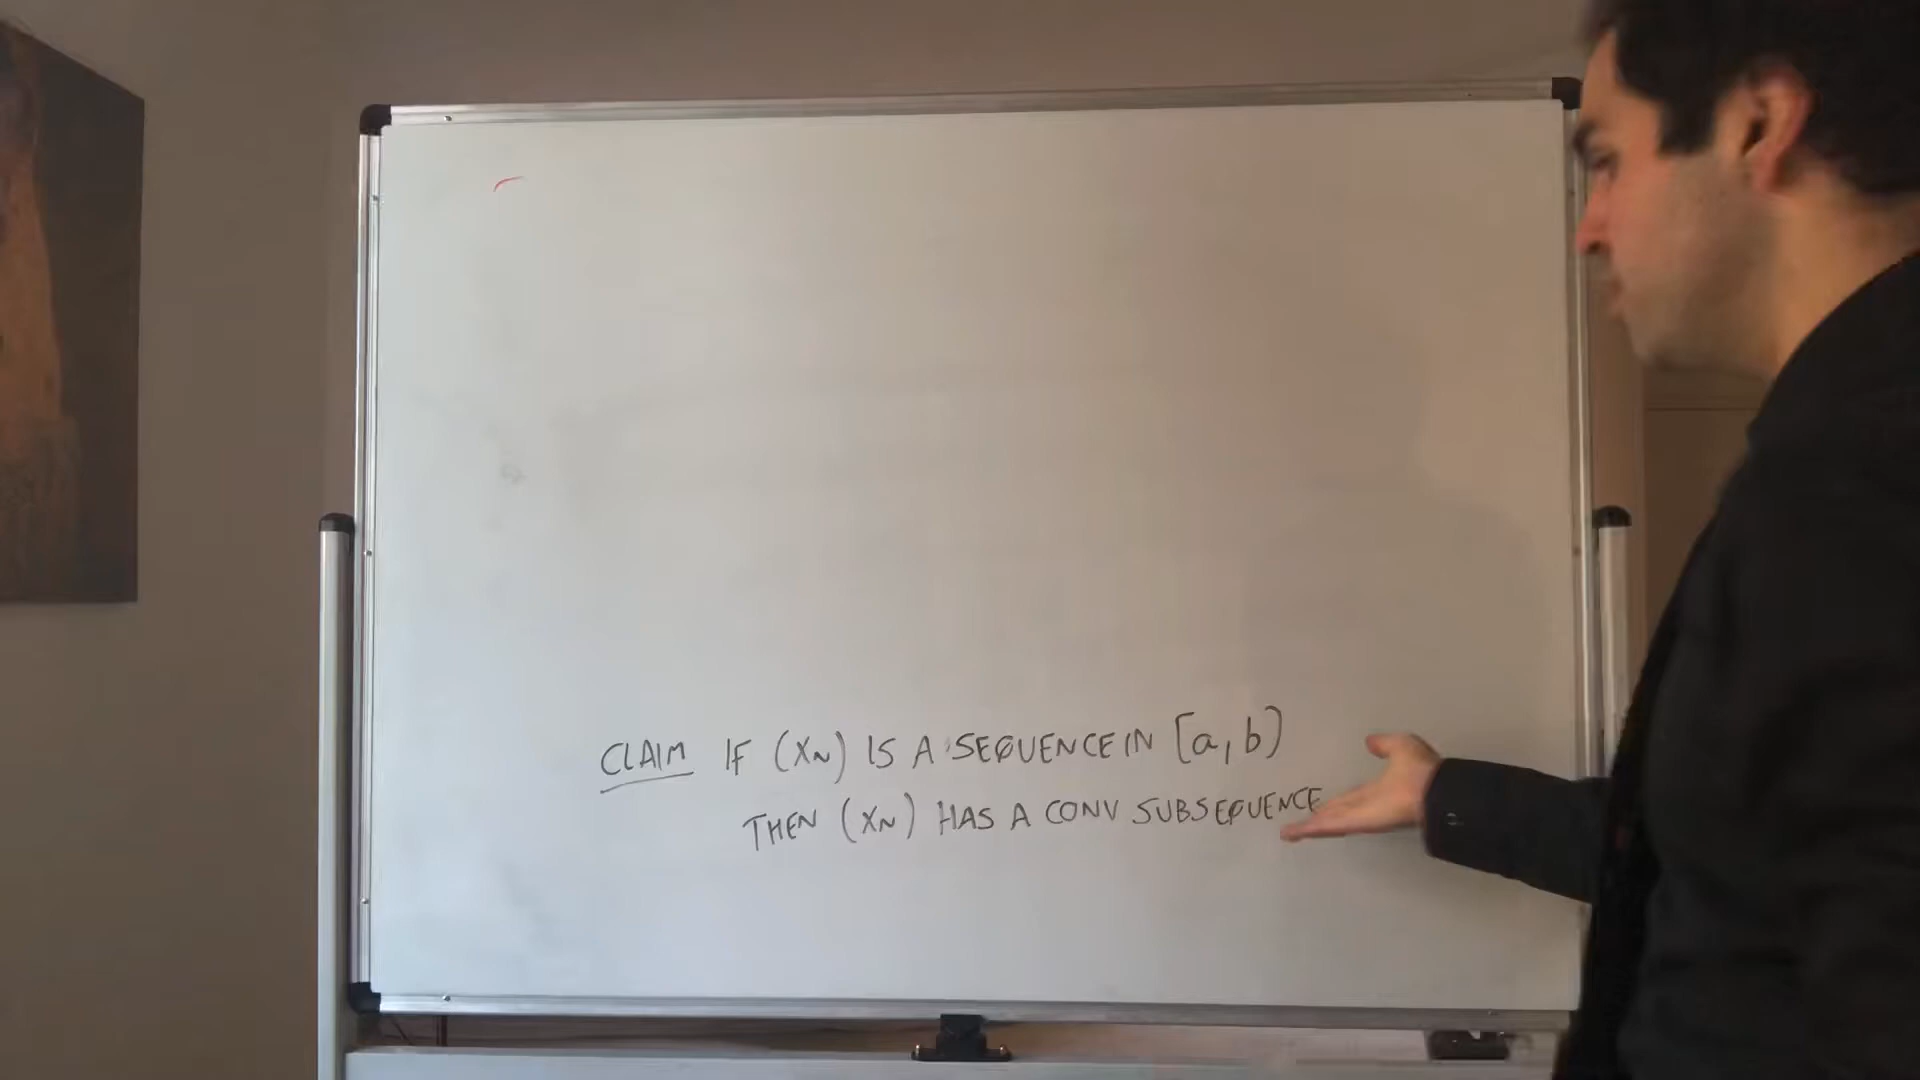 CLAIM IF (XN) IS A SEQUENCE IN [a,b]
THEN (XN) HAS A CONV SUBSEQUENCE